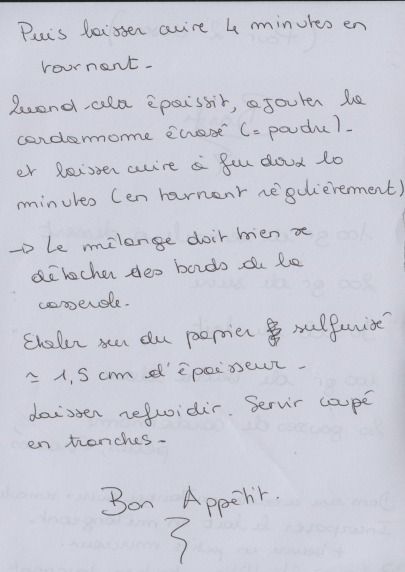 Puis laisser cuire 4 minutes en
tournant -
Quand cela épaissit, ajouter la
cardamome écrasé (= poudre) -
et laisser cuire à feu doux 10
minutes (en tournant régulièrement)
-> Le mélange doit bien se
détacher des bords de la
casserole.
Etaler sur du papier sulfurisé
≃ 1,5 cm d'épaisseur -
Laisser refroidir. Servir coupé
en tranches -
Bon Appétit.